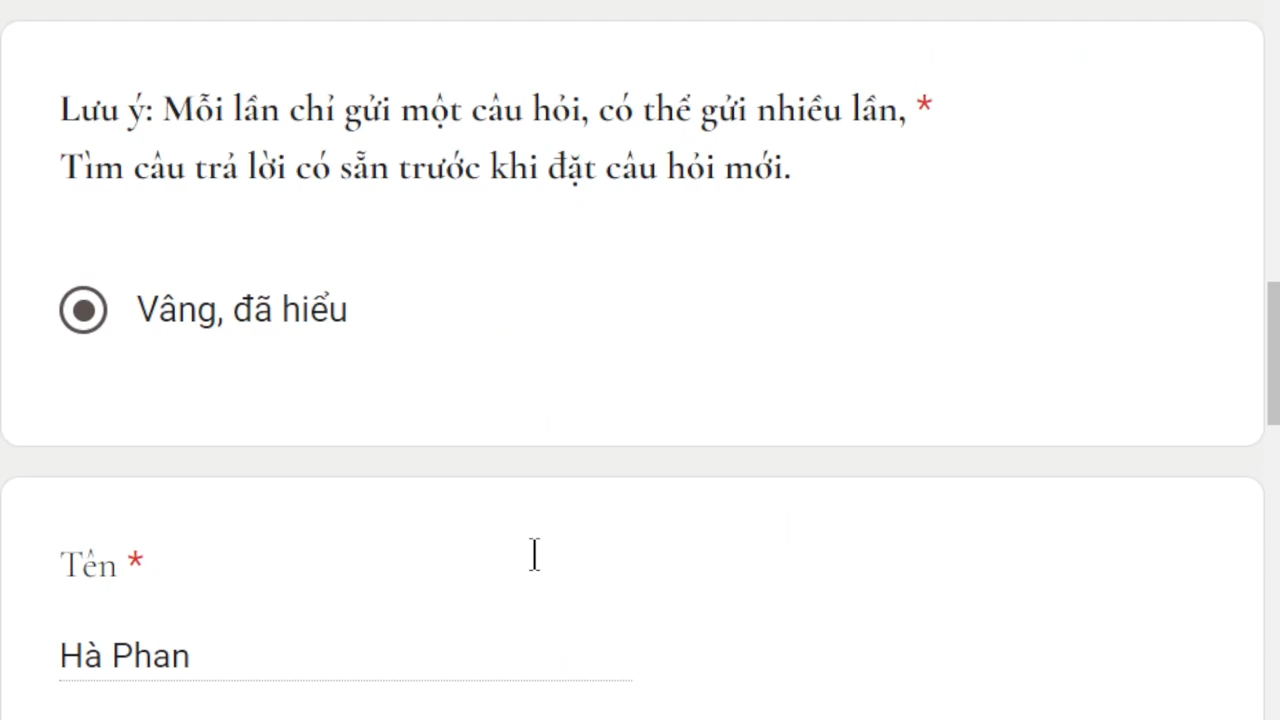 Lưu ý: Mỗi lần chỉ gửi một câu hỏi, có thể gửi nhiều lần, *
Tìm câu trả lời có sẵn trước khi đặt câu hỏi mới.
Vâng, đã hiểu
Tên *
Hà Phan